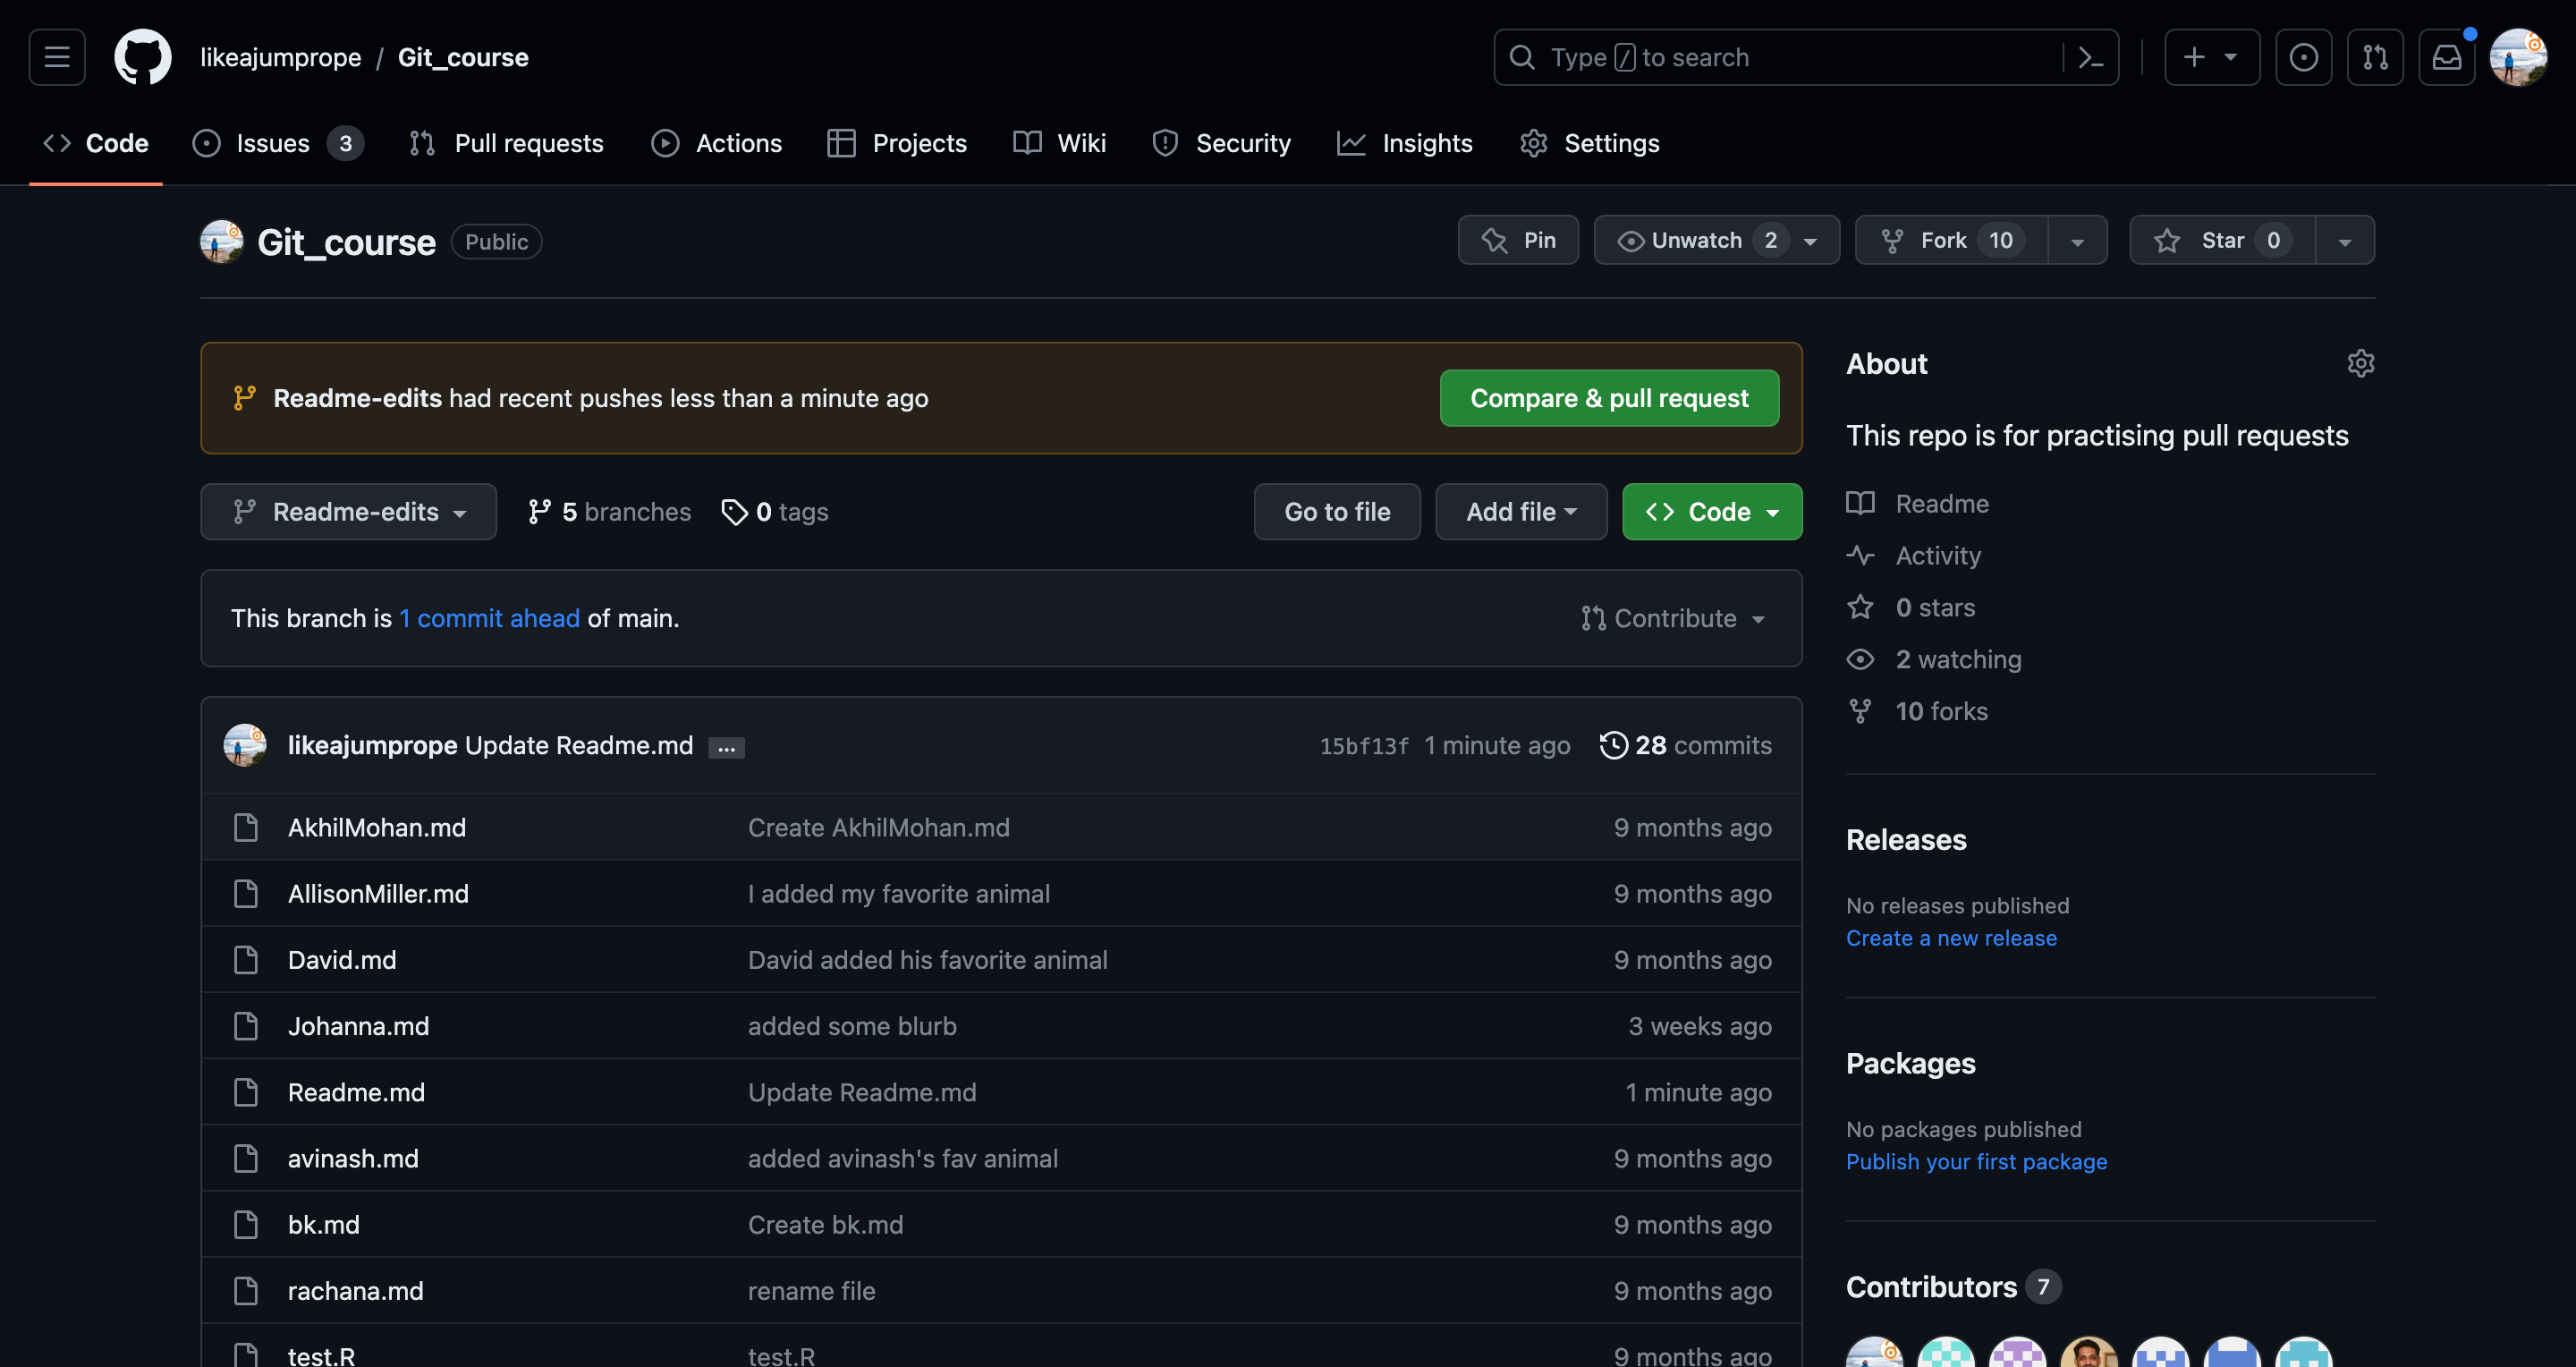 likeajumprope / Git_course
Type / to search
Code Issues 3 Pull requests Actions Projects Wiki Security Insights Settings
Git_course Public
Pin Unwatch 2 Fork 10 Star 0
Readme-edits had recent pushes less than a minute ago Compare & pull request
Readme-edits 5 branches 0 tags Go to file Add file Code
This branch is 1 commit ahead of main. Contribute
likeajumprope Update Readme.md ... 15bf13f 1 minute ago 28 commits
AkhilMohan.md Create AkhilMohan.md 9 months ago
AllisonMiller.md I added my favorite animal 9 months ago
David.md David added his favorite animal 9 months ago
Johanna.md added some blurb 3 weeks ago
Readme.md Update Readme.md 1 minute ago
avinash.md added avinash's fav animal 9 months ago
bk.md Create bk.md 9 months ago
rachana.md rename file 9 months ago
test.R test.R 9 months ago
About
This repo is for practising pull requests
Readme
Activity
0 stars
2 watching
10 forks
Releases
No releases published
Create a new release
Packages
No packages published
Publish your first package
Contributors 7